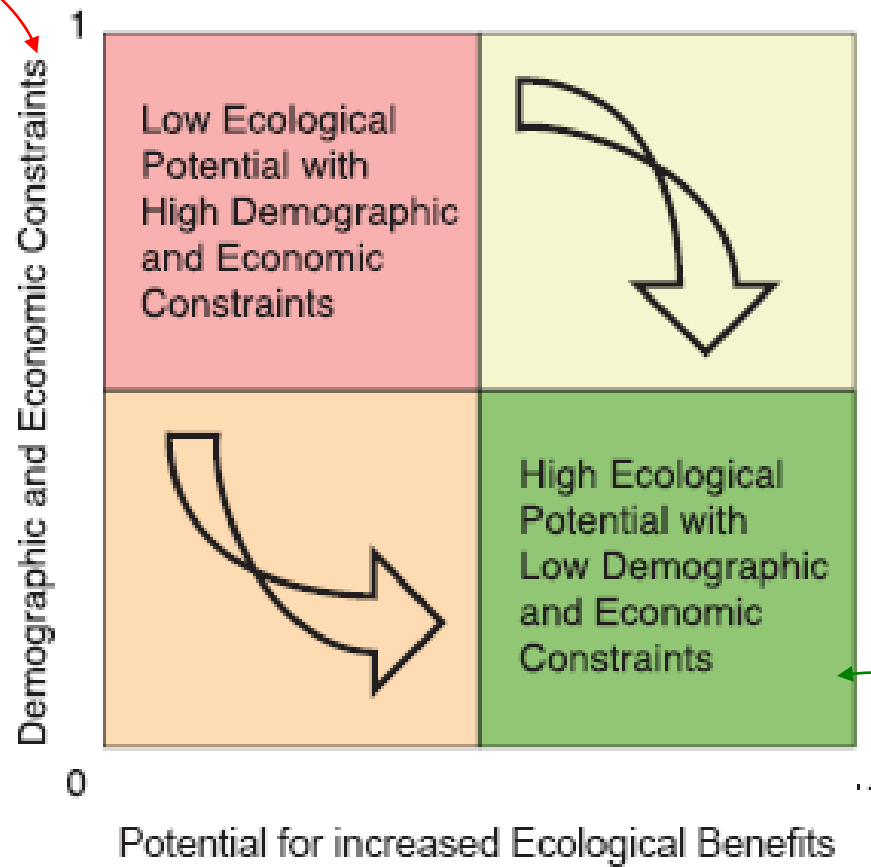 1
Demographic and Economic Constraints
Low Ecological
Potential with
High Demographic
and Economic
Constraints
High Ecological
Potential with
Low Demographic
and Economic
Constraints
0
Potential for increased Ecological Benefits